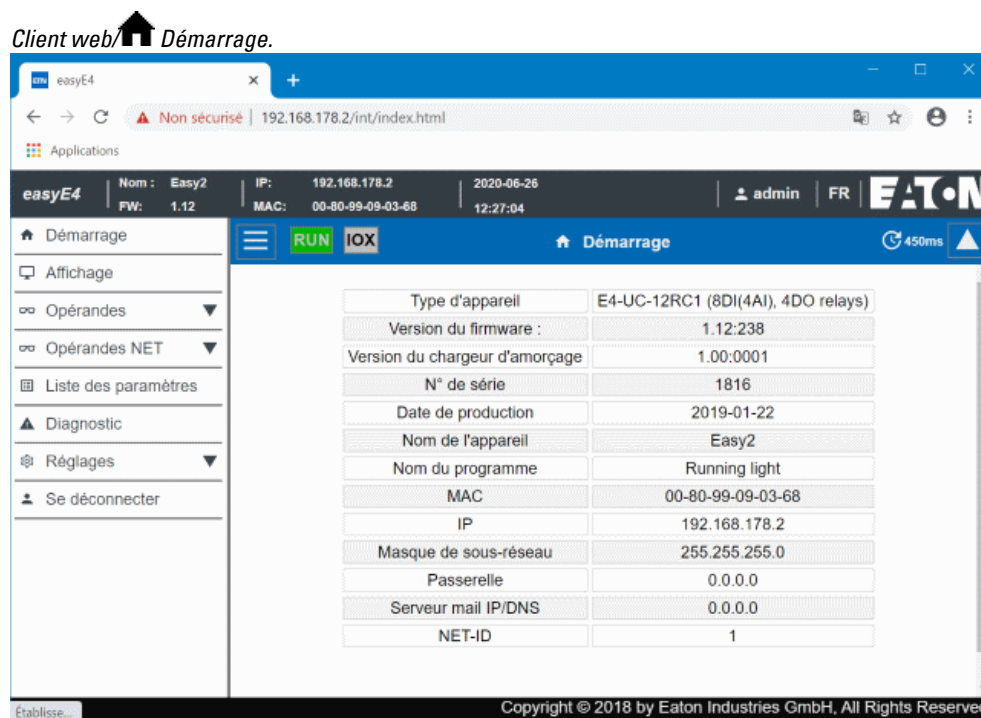 Client web/ Démarrage.
easyE4
Non sécurisé 192.168.178.2/int/index.html
Applications
easyE4 Nom : Easy2 IP: 192.168.178.2 2020-06-26 admin FR EATON
FW: 1.12 MAC: 00-80-99-09-03-68 12:27:04
Démarrage
Affichage
Opérandes
Opérandes NET
Liste des paramètres
Diagnostic
Réglages
Se déconnecter
RUN IOX Démarrage 450ms
Type d'appareil E4-UC-12RC1 (8DI(4AI), 4DO relays)
Version du firmware : 1.12:238
Version du chargeur d'amorçage 1.00:0001
N° de série 1816
Date de production 2019-01-22
Nom de l'appareil Easy2
Nom du programme Running light
MAC 00-80-99-09-03-68
IP 192.168.178.2
Masque de sous-réseau 255.255.255.0
Passerelle 0.0.0.0
Serveur mail IP/DNS 0.0.0.0
NET-ID 1
Établisse...
Copyright © 2018 by Eaton Industries GmbH, All Rights Reserve